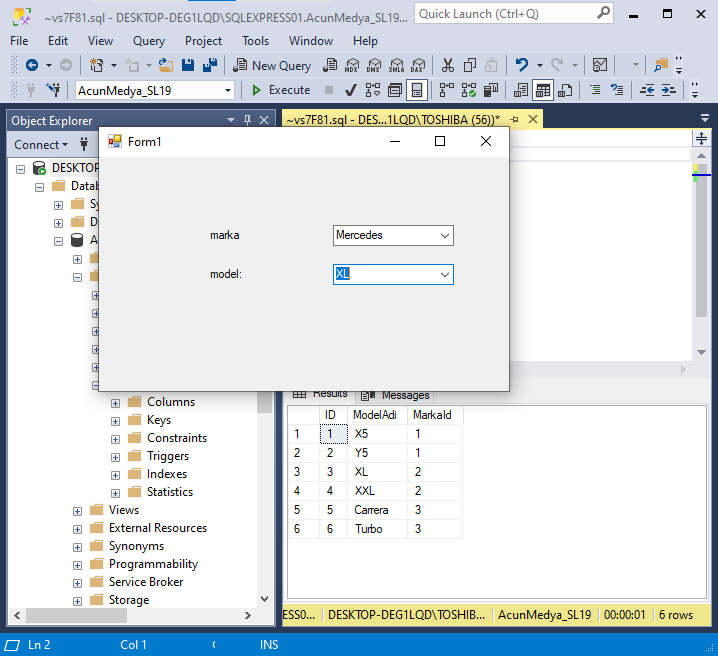 ~vs7F81.sql - DESKTOP-DEG1LQD\SQLEXPRESS01.AcunMedya_SL19...
Quick Launch (Ctrl+Q)
File Edit View Query Project Tools Window Help
New Query
MDX DMX XMLA DAX
AcunMedya_SL19
Execute
Object Explorer
~vs7F81.sql - DES...1LQD\TOSHIBA (56))*
Connect
Form1
DESKTOP
Datab
Sy
D
A
marka
Mercedes
model:
XL
Columns
Keys
Constraints
Triggers
Indexes
Statistics
Views
External Resources
Synonyms
Programmability
Service Broker
Storage
Results Messages
ID ModelAdi MarkaId
1 1 X5 1
2 2 Y5 1
3 3 XL 2
4 4 XXL 2
5 5 Carrera 3
6 6 Turbo 3
ESS0... DESKTOP-DEG1LQD\TOSHIB... AcunMedya_SL19 00:00:01 6 rows
Ln 2 Col 1 INS